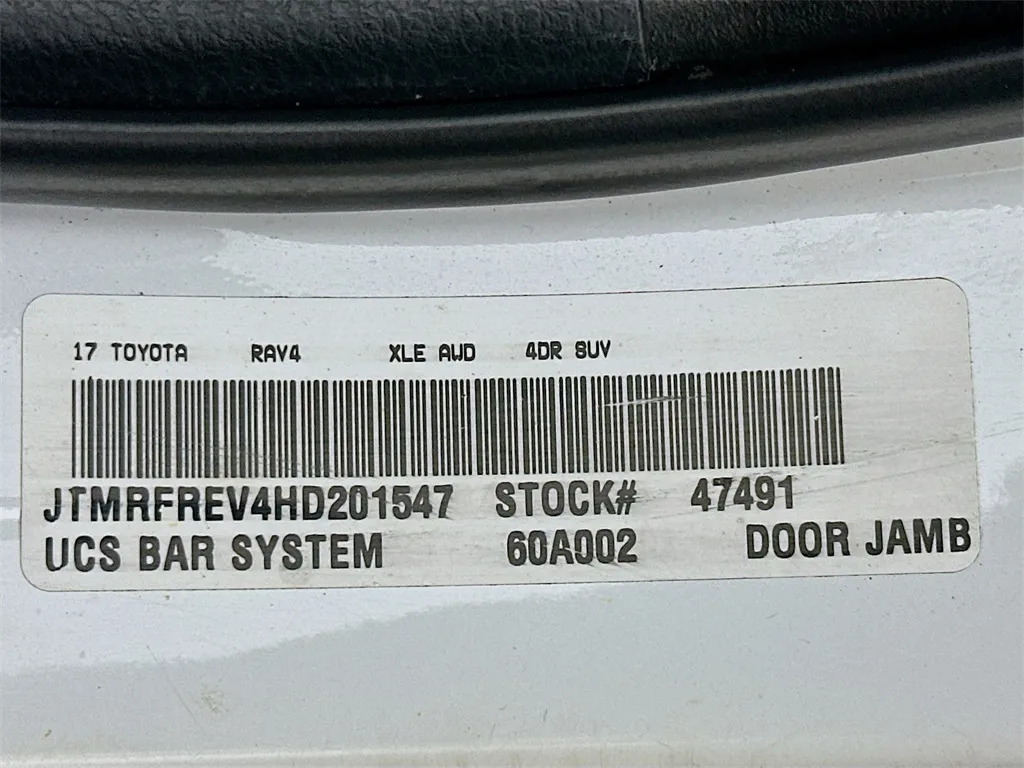 17 TOYOTA RAV4 XLE AWD 4DR SUV
JTMRFREV4HD201547 STOCK# 47491
UCS BAR SYSTEM 60A002 DOOR JAMB